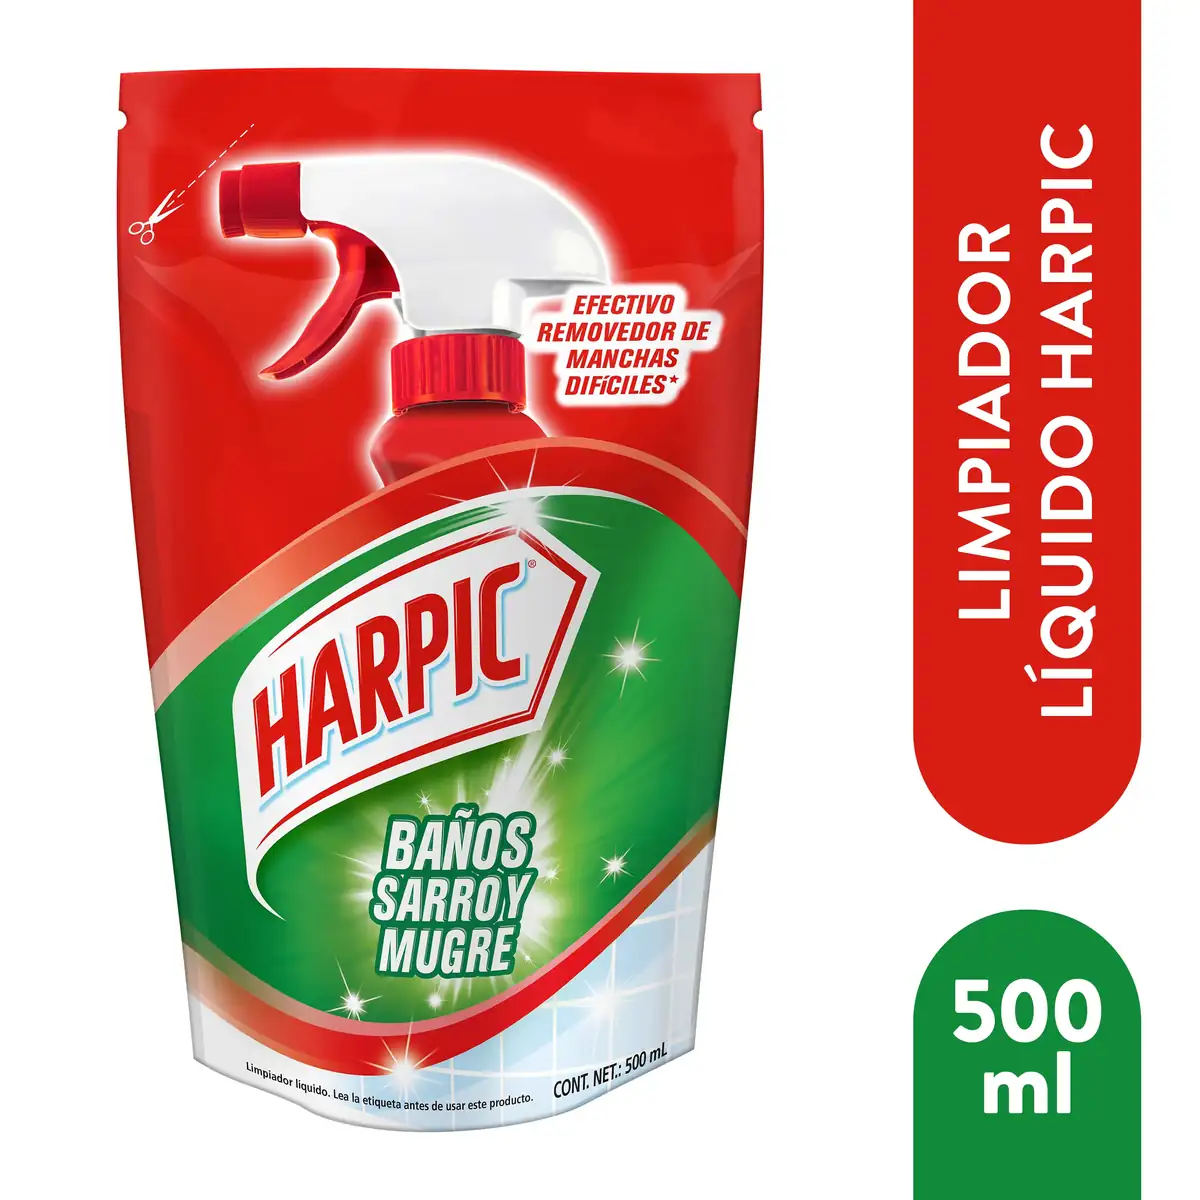 EFECTIVO
REMOVEDOR DE
MANCHAS
DIFÍCILES*
HARPIC®
BAÑOS
SARRO Y
MUGRE
Limpiador líquido. Lea la etiqueta antes de usar este producto.
CONT. NET.: 500 mL
LIMPIADOR
LÍQUIDO HARPIC
500
ml